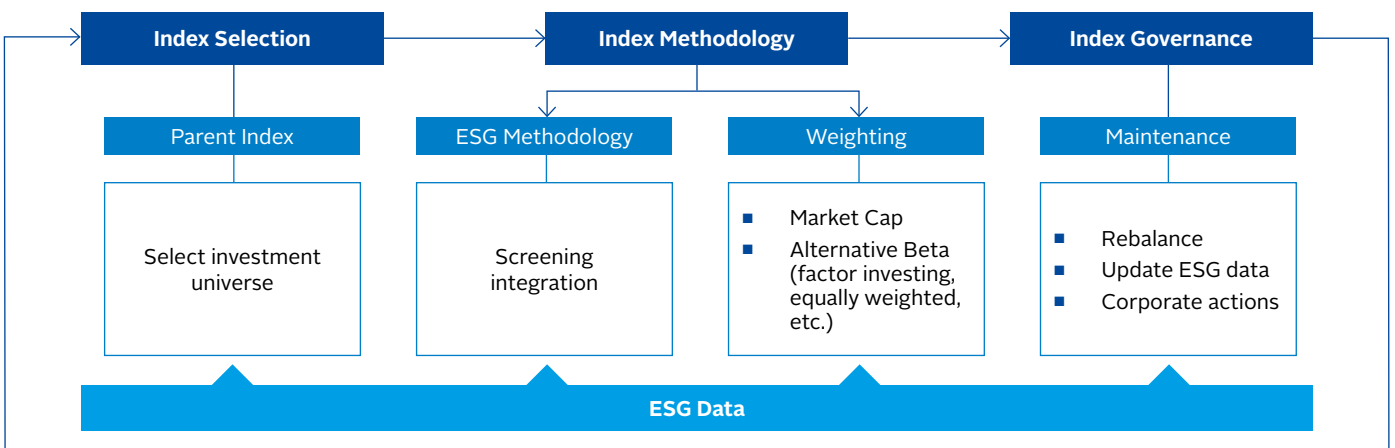 Index Selection
Index Methodology
Index Governance
Parent Index
ESG Methodology
Weighting
Maintenance
Select investment
universe
Screening
integration
■ Market Cap
■ Alternative Beta
(factor investing,
equally weighted,
etc.)
■ Rebalance
■ Update ESG data
■ Corporate actions
ESG Data